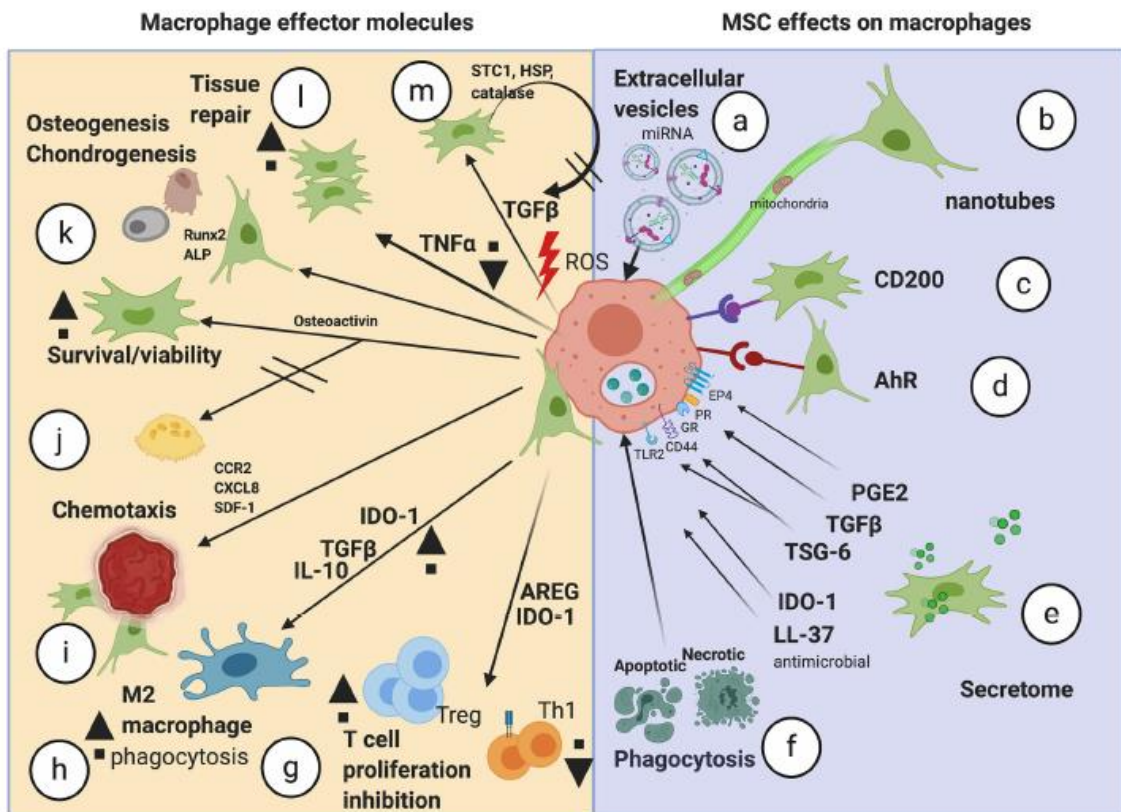 Macrophage effector molecules
MSC effects on macrophages
Tissue
repair
l
m
STC1, HSP,
catalase
Osteogenesis
Chondrogenesis
k
Runx2
ALP
TNFα
TGFβ
ROS
Osteoactivin
Survival/viability
j
CCR2
CXCL8
SDF-1
Chemotaxis
i
IDO-1
TGFβ
IL-10
AREG
IDO-1
M2
macrophage
phagocytosis
h
g
Treg
Th1
T cell
proliferation
inhibition
Extracellular
vesicles
miRNA
a
b
mitochondria
nanotubes
CD200
c
AhR
d
EP4
PR
GR
CD44
TLR2
PGE2
TGFβ
TSG-6
IDO-1
LL-37
antimicrobial
e
Secretome
Apoptotic
Necrotic
Phagocytosis
f